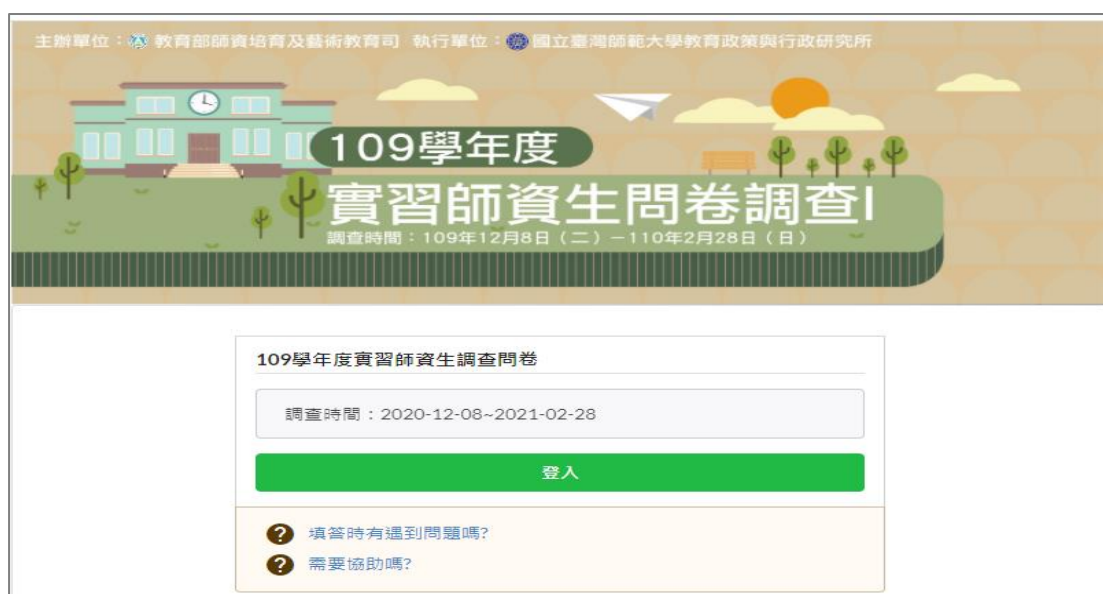 主辦單位：教育部師資培育及藝術教育司 執行單位：國立臺灣師範大學教育政策與行政研究所
109學年度
實習師資生問卷調查I
調查時間：109年12月8日（二）－110年2月28日（日）
109學年度實習師資生調查問卷
調查時間：2020-12-08~2021-02-28
登入
填答時有遇到問題嗎?
需要協助嗎?